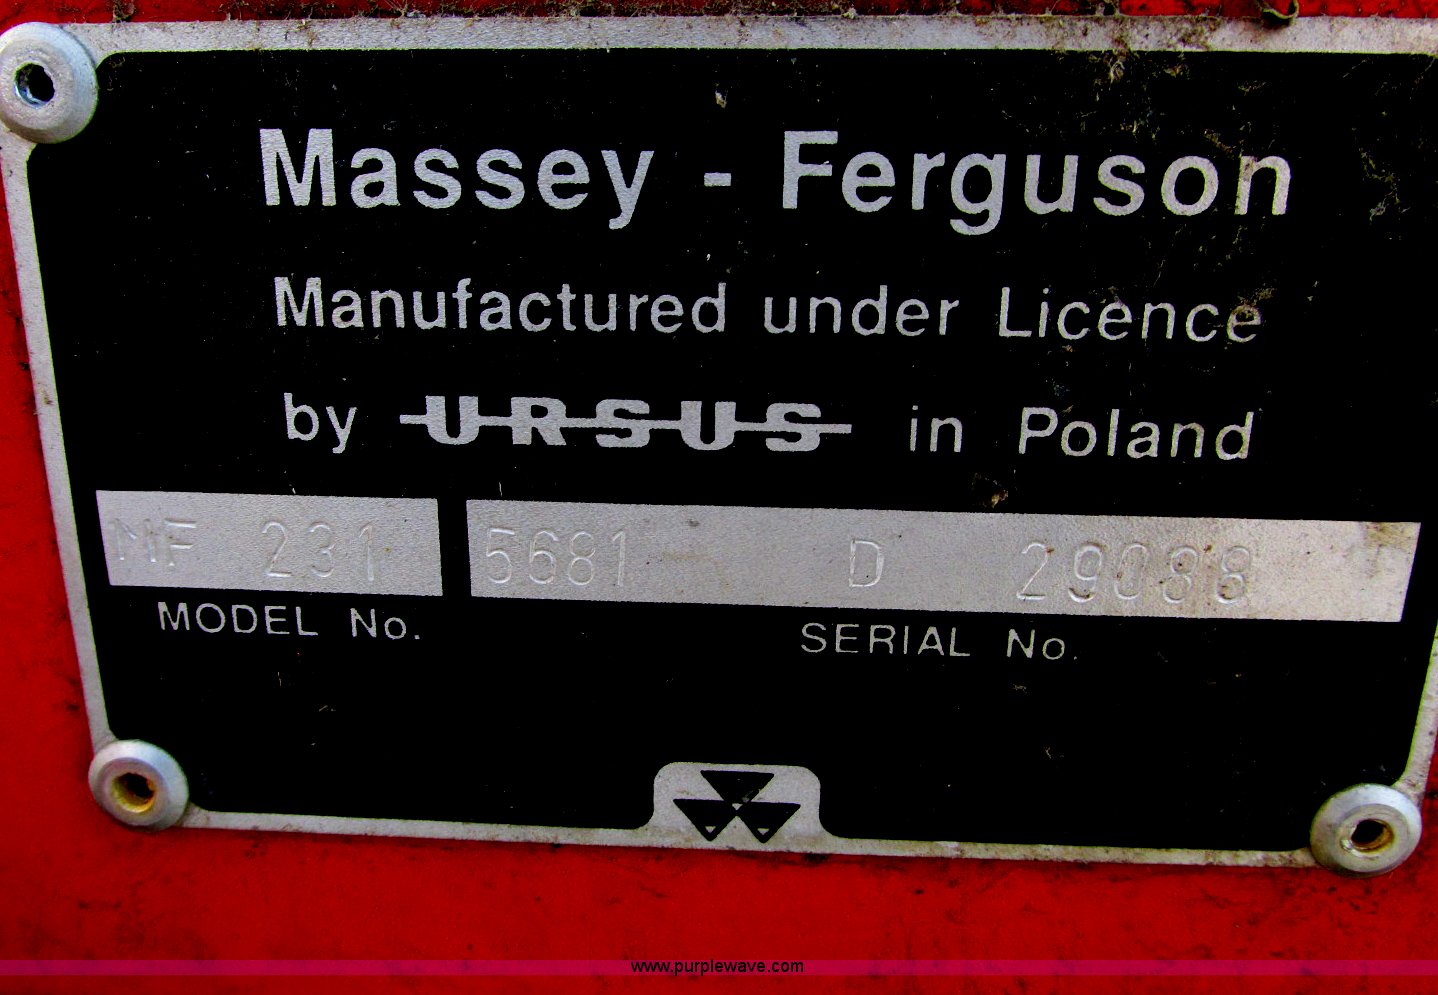 Massey - Ferguson
Manufactured under Licence
by URSUS in Poland
MF 231 5681 D 29088
MODEL No. SERIAL No.
www.purplewave.com